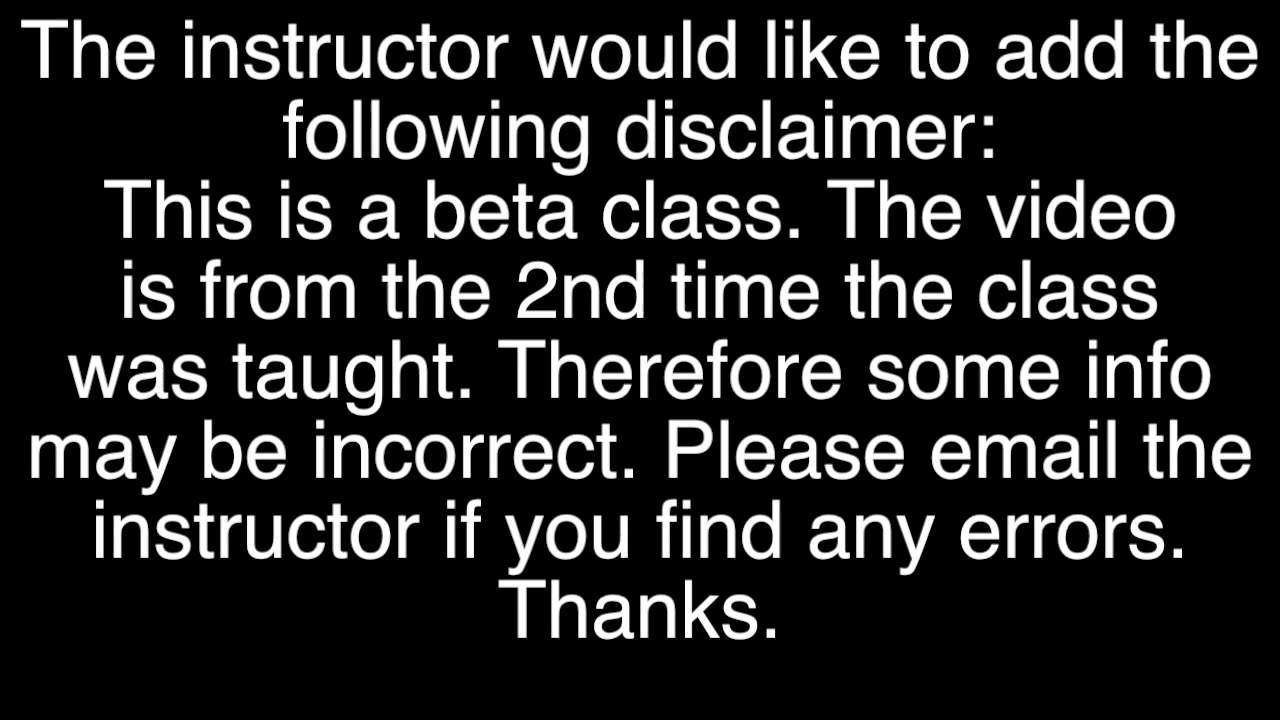 The instructor would like to add the
following disclaimer:
This is a beta class. The video
is from the 2nd time the class
was taught. Therefore some info
may be incorrect. Please email the
instructor if you find any errors.
Thanks.